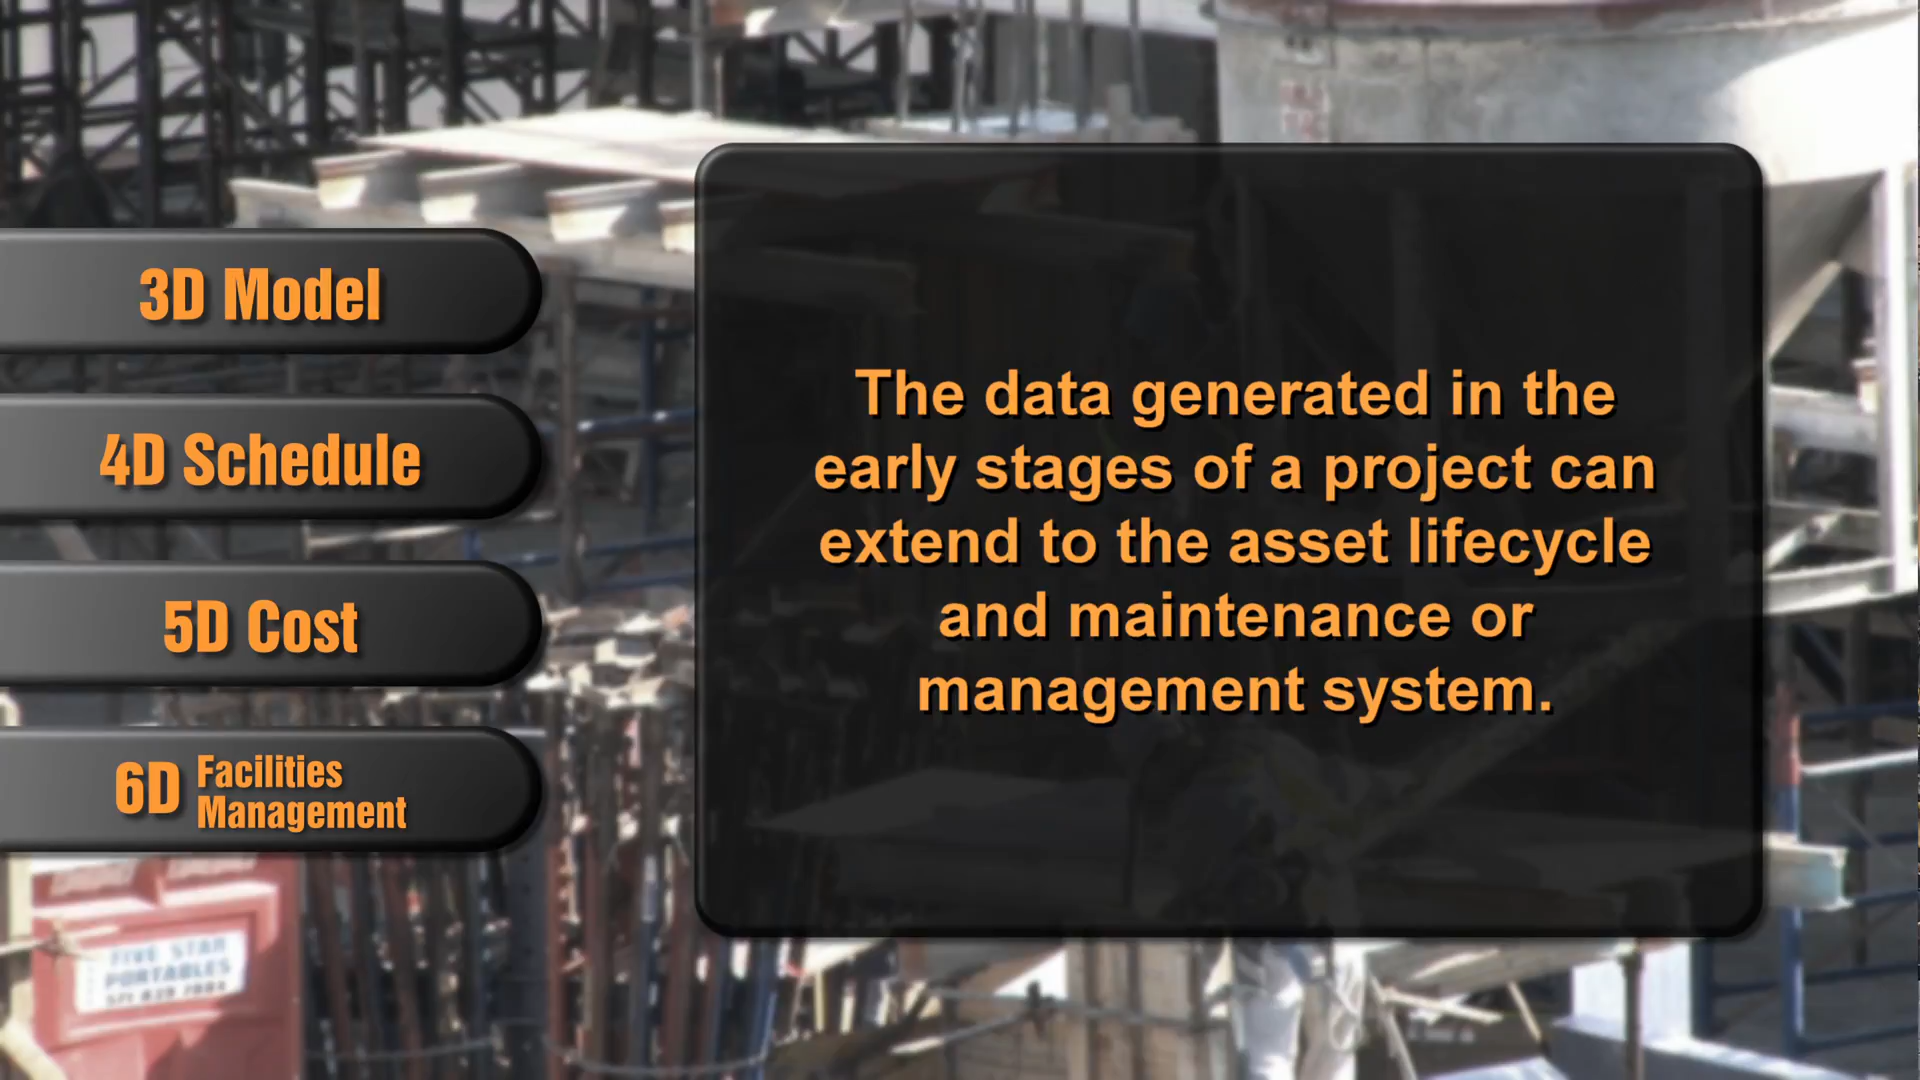 3D Model
4D Schedule
5D Cost
6D Facilities
Management
The data generated in the
early stages of a project can
extend to the asset lifecycle
and maintenance or
management system.
FIVE STAR
PORTABLES